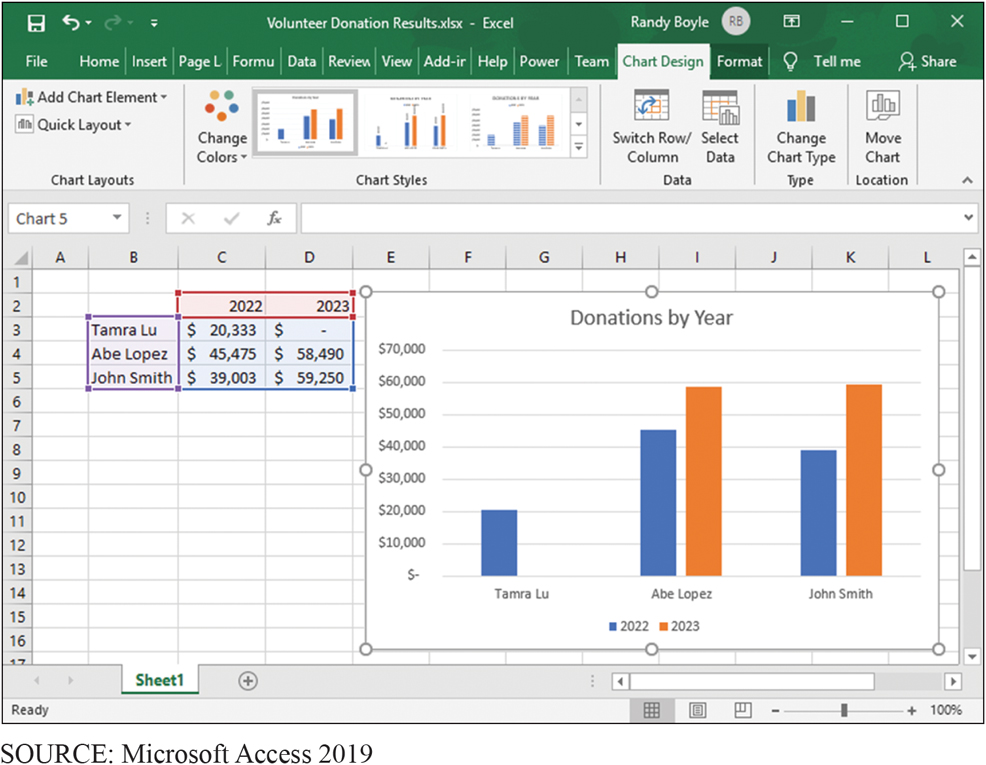 Volunteer Donation Results.xlsx - Excel Randy Boyle RB
File Home Insert Page L Formu Data Review View Add-in Help Power Team Chart Design Format Tell me Share
Add Chart Element
Quick Layout
Change Colors
Switch Row/ Column
Select Data
Change Chart Type
Move Chart
Chart Layouts Chart Styles Data Type Location
Chart 5 fx
A B C D E F G H I J K L
1
2 2022 2023
3 Tamra Lu $ 20,333 $ -
4 Abe Lopez $ 45,475 $ 58,490
5 John Smith $ 39,003 $ 59,250
6
7
8
9
10
11
12
13
14
15
16
17
Donations by Year
$70,000
$60,000
$50,000
$40,000
$30,000
$20,000
$10,000
$-
Tamra Lu Abe Lopez John Smith
2022 2023
Sheet1
Ready 100%
SOURCE: Microsoft Access 2019